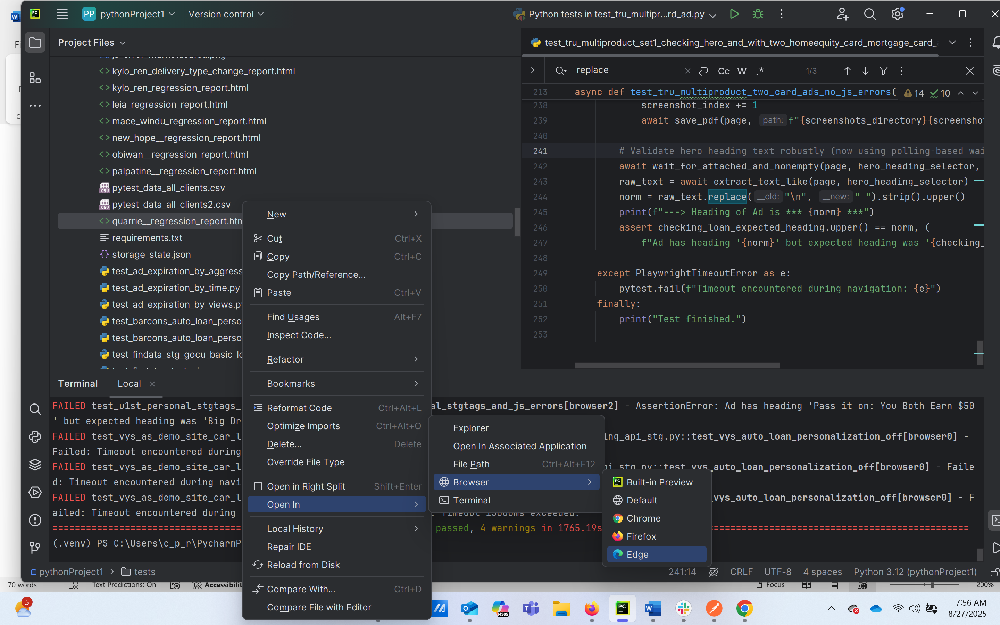 PC
PP pythonProject1
Version control
Python tests in test_tru_multipr...rd_ad.py
Project Files
kylo_ren_delivery_type_change_report.html
kylo_ren_regression_report.html
leia_regression_report.html
mace_windu_regression_report.html
new_hope__regression_report.html
obiwan__regression_report.html
palpatine__regression_report.html
pytest_data_all_clients.csv
pytest_data_all_clients2.csv
quarrie__regression_report.htm
requirements.txt
storage_state.json
test_ad_expiration_by_aggress
test_ad_expiration_by_time.py
test_ad_expiration_by_views.py
test_barcons_auto_loan_perso
test_barcons_auto_loan_perso
test_findata_stg_gocu_basic_lo
New
Cut Ctrl+X
Copy Ctrl+C
Copy Path/Reference...
Paste Ctrl+V
Find Usages Alt+F7
Inspect Code...
Refactor
Bookmarks
Reformat Code Ctrl+Alt+L
Optimize Imports Ctrl+Alt+O
Delete... Delete
Override File Type
Open in Right Split Shift+Enter
Open In
Local History
Repair IDE
Reload from Disk
Compare With... Ctrl+D
Compare File with Editor
Explorer
Open In Associated Application
File Path Ctrl+Alt+F12
Browser
Terminal
Built-in Preview
Default
Chrome
Firefox
Edge
test_tru_multiproduct_set1_checking_hero_and_with_two_homeequity_card_mortgage_card_
replace Cc W .* 1/3
213 async def test_tru_multiproduct_two_card_ads_no_js_errors( 14 10
238 screenshot_index += 1
239 await save_pdf(page, path: f"{screenshots_directory}{screensho
240
241 # Validate hero heading text robustly (now using polling-based wai
242 await wait_for_attached_and_nonempty(page, hero_heading_selector,
243 raw_text = await extract_text_like(page, hero_heading_selector)
244 norm = raw_text.replace( __old: "\n", __new: " ").strip().upper()
245 print(f"---> Heading of Ad is *** {norm} ***")
246 assert checking_loan_expected_heading.upper() == norm, (
247 f"Ad has heading '{norm}' but expected heading was '{checking_
248
249 except PlaywrightTimeoutError as e:
250 pytest.fail(f"Timeout encountered during navigation: {e}")
251 finally:
252 print("Test finished.")
253
Terminal Local
FAILED test_u1st_personal_stgtags_ al_stgtags_and_js_errors[browser2] - AssertionError: Ad has heading 'Pass it on: You Both Earn $50
' but expected heading was 'Big Dr
FAILED test_vys_as_demo_site_car_l ing_api_stg.py::test_vys_auto_loan_personalization_off[browser0] -
Failed: Timeout encountered during
FAILED test_vys_as_demo_site_car_l pi_stg.py::test_vys_auto_loan_personalization_off[browser0] - Faile
d: Timeout encountered during navi
FAILED test_vys_as_demo_site_car_l vys_auto_loan_personalization_off[browser0] - F
ailed: Timeout encountered during : Timeout 15000ms exceeded.
passed, 4 warnings in 1765.19s
(.venv) PS C:\Users\c_p_r\PycharmP
pythonProject1 > tests
241:14 CRLF UTF-8 4 spaces Python 3.12 (pythonProject1)
70 words Text Predictions: On Accessibilit Focus 200%
5
M365
7:56 AM
8/27/2025